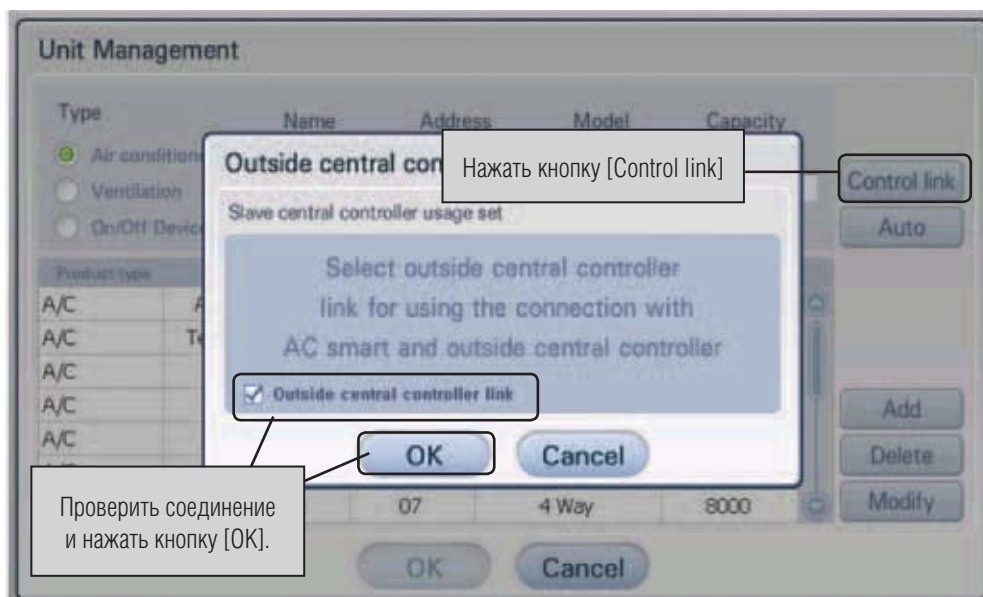 Unit Management
Type Name Address Model Capacity
Air condition
Outside central con
Нажать кнопку [Control link]
Control link
Ventilation
Slave central controller usage set
On/Off Device
Auto
Product type
Select outside central controller
link for using the connection with
AC smart and outside central controller
A/C A
A/C Te
A/C
A/C
A/C
Outside central controller link
Add
OK Cancel
Delete
Проверить соединение
и нажать кнопку [OK].
07 4 Way 8000
Modify
OK Cancel